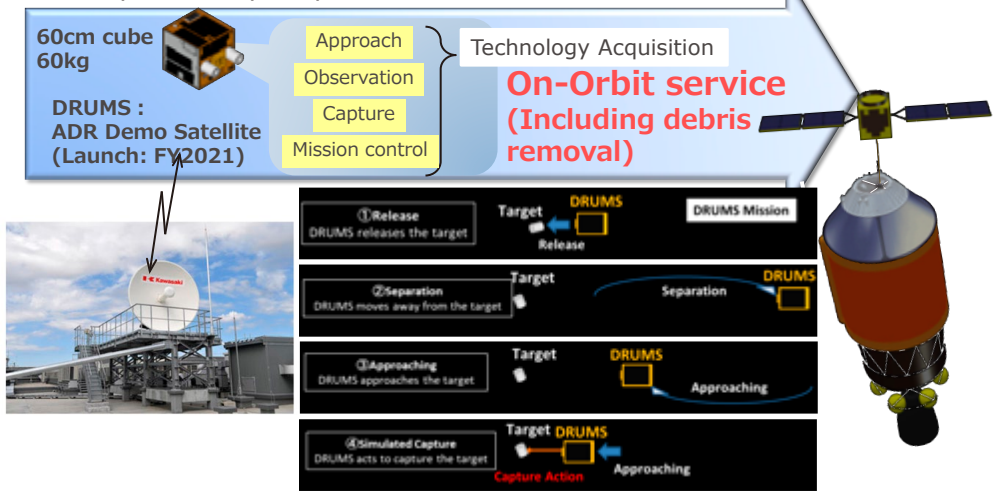 60cm cube
60kg
DRUMS :
ADR Demo Satellite
(Launch: FY2021)
Approach
Observation
Capture
Mission control
Technology Acquisition
On-Orbit service
(Including debris
removal)
Kawasaki
①Release
DRUMS releases the target
Target
DRUMS
Release
DRUMS Mission
②Separation
DRUMS moves away from the target
Target
Separation
DRUMS
③Approaching
DRUMS approaches the target
Target
DRUMS
Approaching
④Simulated Capture
DRUMS acts to capture the target
Target
DRUMS
Capture Action
Approaching